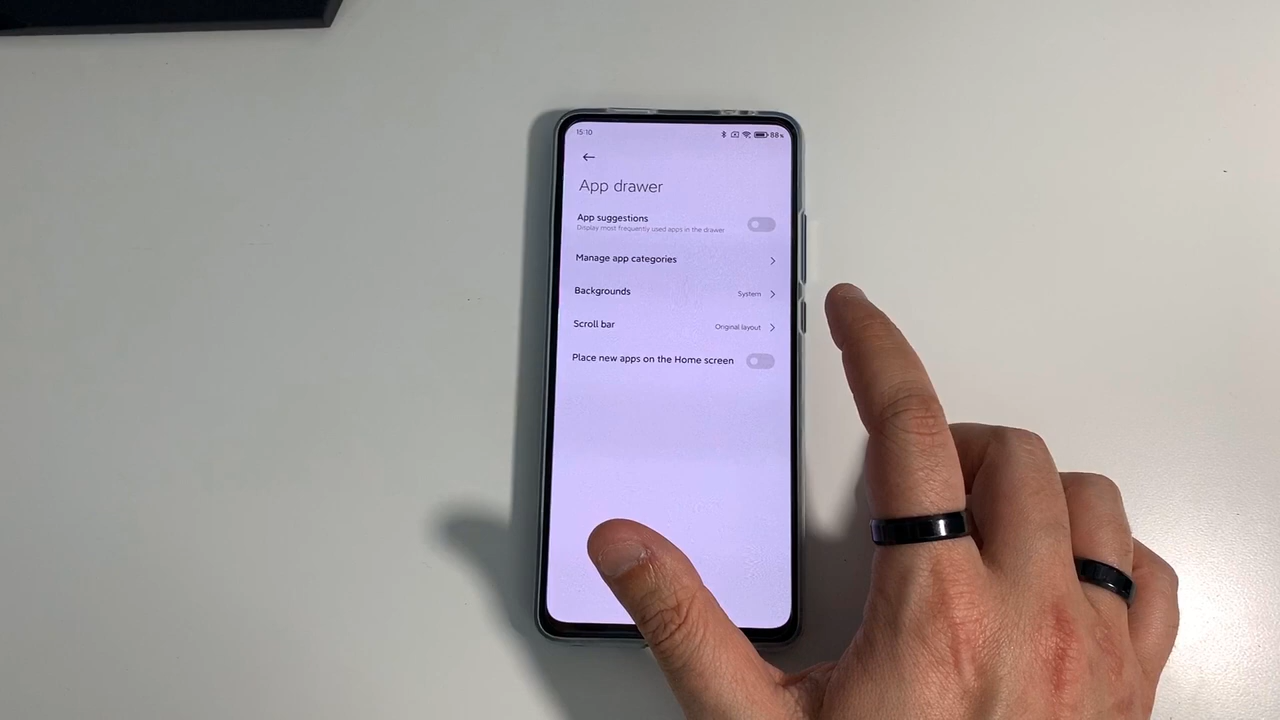 15:10 88%
App drawer
App suggestions
Display most frequently used apps in the drawer
Manage app categories
Backgrounds System
Scroll bar Original layout
Place new apps on the Home screen